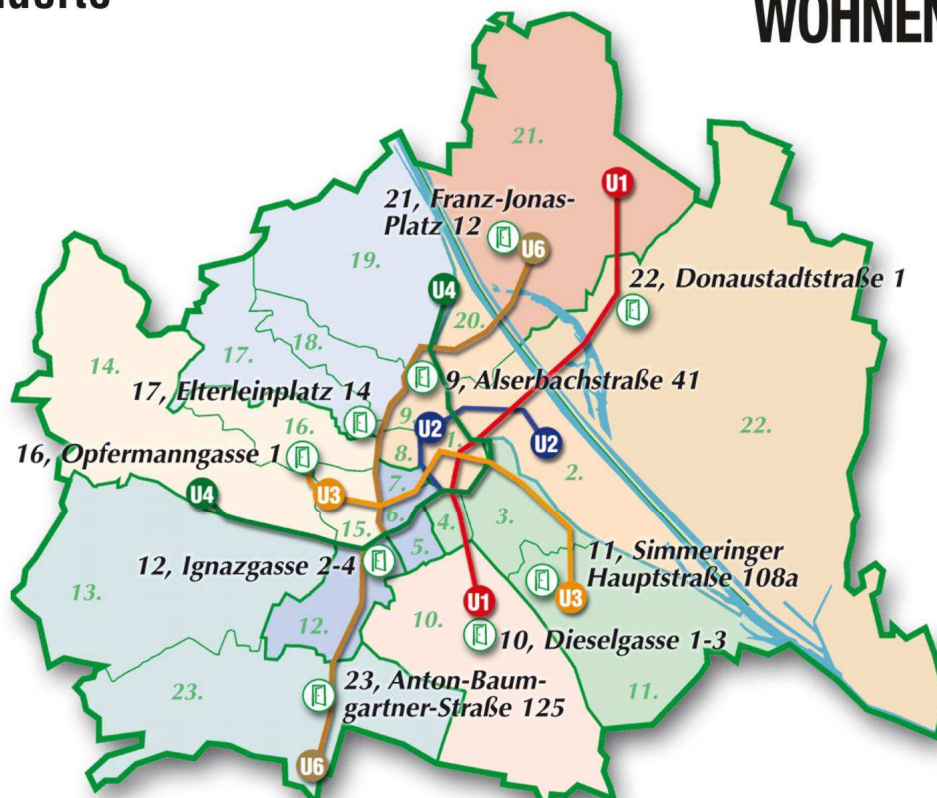 WOHNEN
21.
U1
21, Franz-Jonas-
Platz 12
U6
19.
22, Donaustadtstraße 1
U4
20.
18.
14.
17.
9, Alserbachstraße 41
17, Elterleinplatz 14
9.
16.
U2
1.
U2
22.
8.
16, Opfermanngasse 1
2.
7.
U4
U3
6.
3.
15.
4.
5.
11, Simmeringer
Hauptstraße 108a
12, Ignazgasse 2-4
13.
U1
U3
10.
12.
10, Dieselgasse 1-3
23.
23, Anton-Baum-
gartner-Straße 125
11.
U6